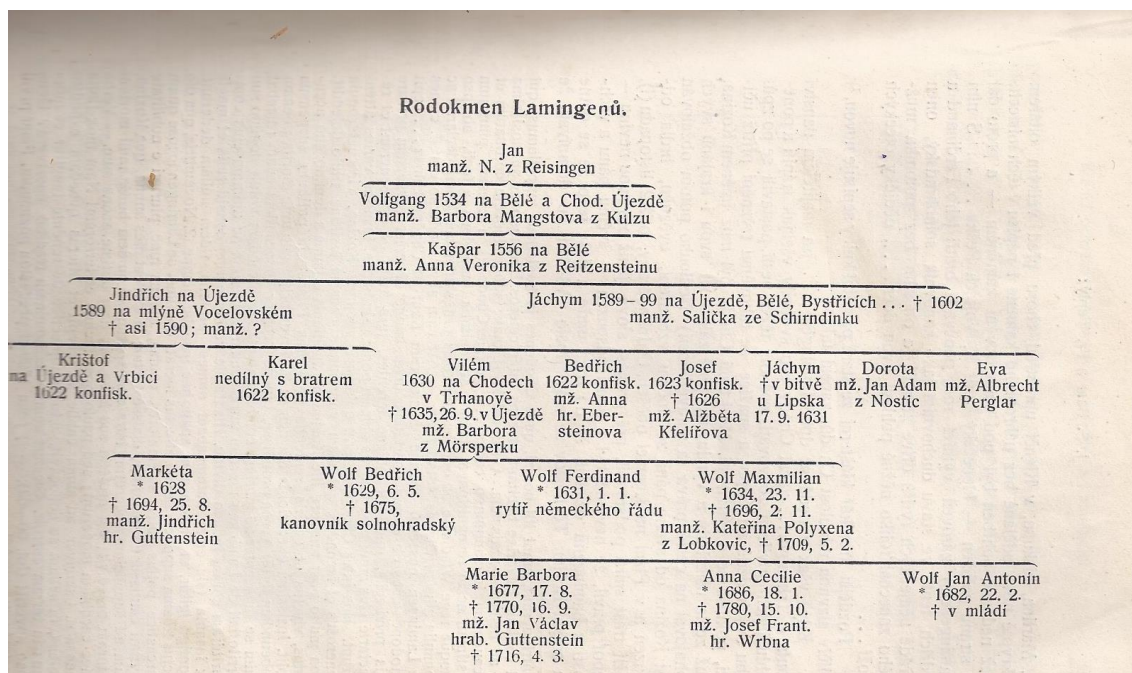 Rodokmen Lamingenů.
Jan
manž. N. z Reisingen
Volfgang 1534 na Bělé a Chod. Újezdě
manž. Barbora Mangstova z Kulzu
Kašpar 1556 na Bělé
manž. Anna Veronika z Reitzensteinu
Jindřich na Újezdě
1589 na mlýně Vocelovském
† asi 1590; manž. ?
Jáchym 1589–99 na Újezdě, Bělé, Bystřicích ... † 1602
manž. Salička ze Schirndinku
Krištof
na Újezdě a Vrbici
1622 konfisk.
Karel
nedílný s bratrem
1622 konfisk.
Vilém
1630 na Chodech
v Trhanově
† 1635, 26. 9. v Újezdě
mž. Barbora
z Mörsperku
Bedřich
1622 konfisk.
mž. Anna
hr. Eber-
steinova
Josef
1623 konfisk.
† 1626
mž. Alžběta
Kfelířova
Jáchym
† v bitvě
u Lipska
17. 9. 1631
Dorota
mž. Jan Adam
z Nostic
Eva
mž. Albrecht
Perglar
Markéta
* 1628
† 1694, 25. 8.
manž. Jindřich
hr. Guttenstein
Wolf Bedřich
* 1629, 6. 5.
† 1675,
kanovník solnohradský
Wolf Ferdinand
* 1631, 1. 1.
rytíř německého řádu
Wolf Maxmilian
* 1634, 23. 11.
† 1696, 2. 11.
manž. Kateřina Polyxena
z Lobkovic, † 1709, 5. 2.
Marie Barbora
* 1677, 17. 8.
† 1770, 16. 9.
mž. Jan Václav
hrab. Guttenstein
† 1716, 4. 3.
Anna Cecilie
* 1686, 18. 1.
† 1780, 15. 10.
mž. Josef Frant.
hr. Wrbna
Wolf Jan Antonín
* 1682, 22. 2.
† v mládí